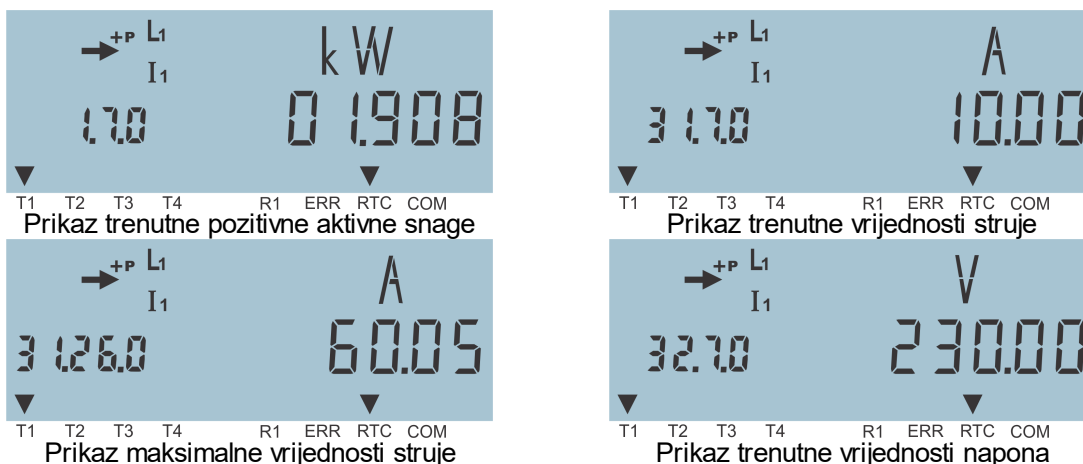 +P L1
I1
kW
1.7.0 01.908
T1 T2 T3 T4 R1 ERR RTC COM
Prikaz trenutne pozitivne aktivne snage
+P L1
I1
A
31.7.0 10.00
T1 T2 T3 T4 R1 ERR RTC COM
Prikaz trenutne vrijednosti struje
+P L1
I1
A
31.26.0 60.05
T1 T2 T3 T4 R1 ERR RTC COM
Prikaz maksimalne vrijednosti struje
+P L1
I1
V
32.7.0 230.00
T1 T2 T3 T4 R1 ERR RTC COM
Prikaz trenutne vrijednosti napona